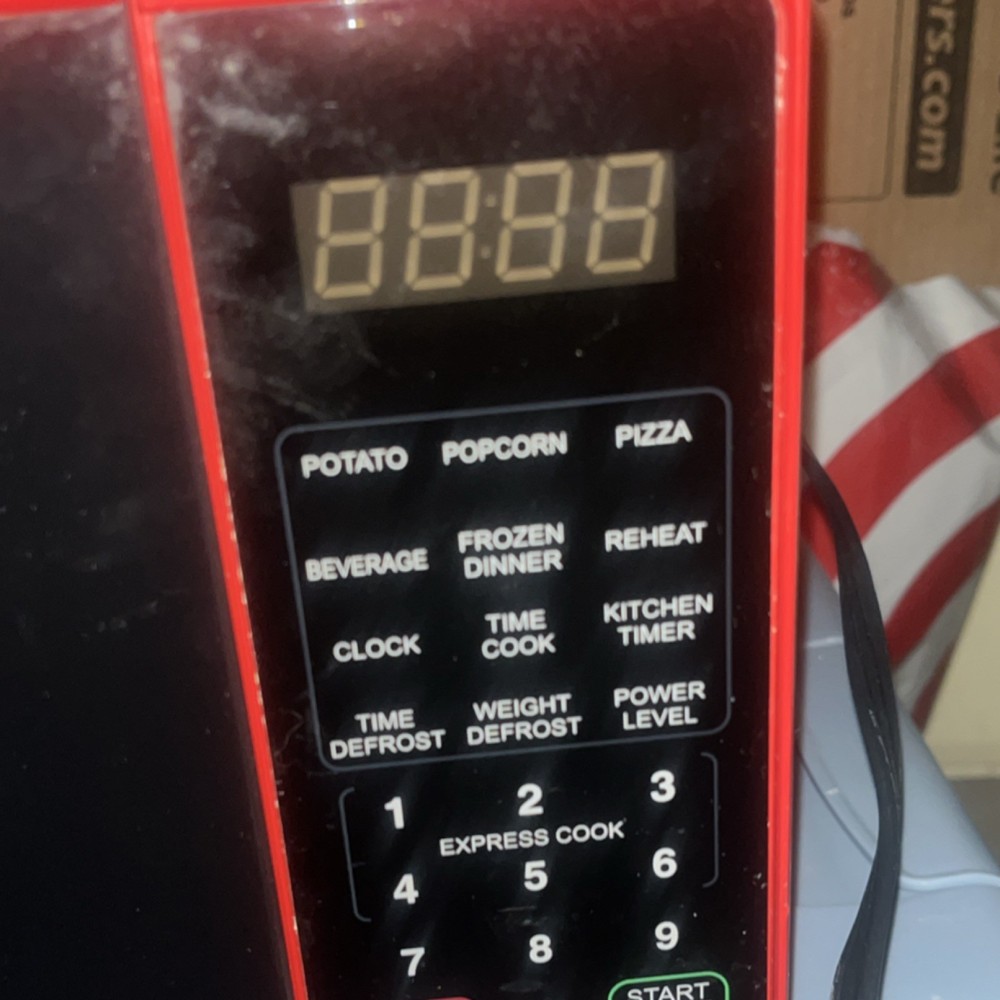 rs.com
POTATO POPCORN PIZZA
BEVERAGE FROZEN DINNER REHEAT
CLOCK TIME COOK KITCHEN TIMER
TIME DEFROST WEIGHT DEFROST POWER LEVEL
1 2 3
EXPRESS COOK
4 5 6
7 8 9
START